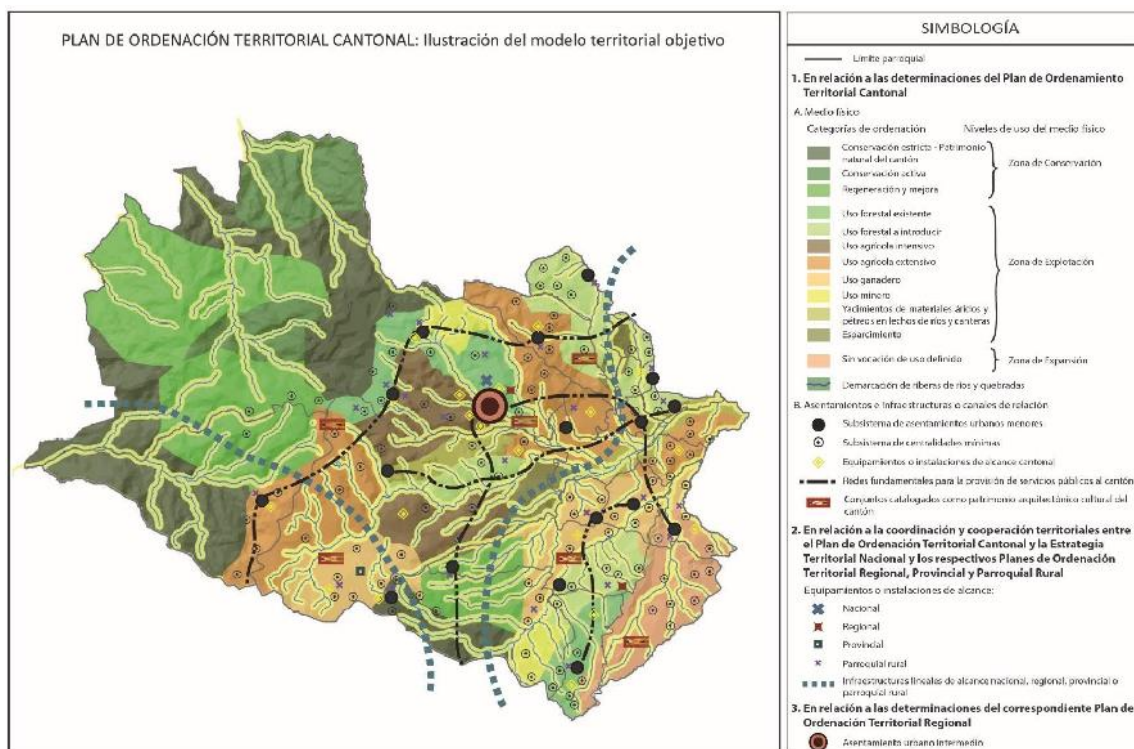 PLAN DE ORDENACIÓN TERRITORIAL CANTONAL: Ilustración del modelo territorial objetivo
SIMBOLOGÍA
Límite parroquial
1. En relación a las determinaciones del Plan de Ordenamiento
Territorial Cantonal
A. Medio físico
Categorías de ordenación
Niveles de uso del medio físico
Conservación estricta - Patrimonio
natural del cantón
Conservación activa
Regeneración y mejora
Zona de Conservación
Uso forestal existente
Uso forestal a introducir
Uso agrícola intensivo
Uso agrícola extensivo
Uso ganadero
Uso minero
Yacimientos de materiales áridos y
pétreos en lechos de ríos y canteras
Esparcimiento
Zona de Explotación
Sin vocación de uso definido
Zona de Expansión
Demarcación de riberas de ríos y quebradas
B. Asentamientos e Infraestructuras o canales de relación
Subsistema de asentamientos urbanos menores
Subsistema de centralidades mínimas
Equipamientos o instalaciones de alcance cantonal
Redes fundamentales para la provisión de servicios públicos al cantón
Conjuntos catalogados como patrimonio arquitectónico cultural del
cantón
2. En relación a la coordinación y cooperación territoriales entre
el Plan de Ordenación Territorial Cantonal y la Estrategia
Territorial Nacional y los respectivos Planes de Ordenación
Territorial Regional, Provincial y Parroquial Rural
Equipamientos o instalaciones de alcance:
Nacional
Regional
Provincial
Parroquial rural
Infraestructuras lineales de alcance nacional, regional, provincial o
parroquial rural
3. En relación a las determinaciones del correspondiente Plan de
Ordenación Territorial Regional
Asentamiento urbano Intermedio